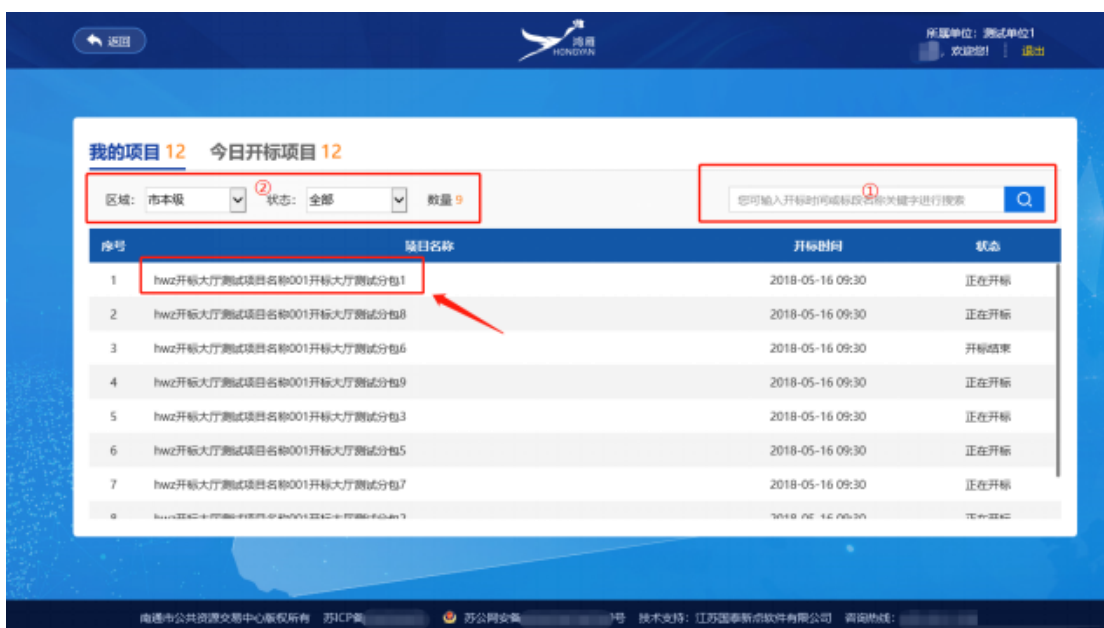 返回
鸿雁
HONGYAN
所属单位：测试单位1
，欢迎您！ | 退出
我的项目 12 今日开标项目 12
区域： 市本级 ② 状态： 全部 数量 9
① 您可输入开标时间或标段名称关键字进行搜索
序号 项目名称 开标时间 状态
1 hwz开标大厅测试项目名称001开标大厅测试分包1 2018-05-16 09:30 正在开标
2 hwz开标大厅测试项目名称001开标大厅测试分包8 2018-05-16 09:30 正在开标
3 hwz开标大厅测试项目名称001开标大厅测试分包6 2018-05-16 09:30 开标结束
4 hwz开标大厅测试项目名称001开标大厅测试分包9 2018-05-16 09:30 正在开标
5 hwz开标大厅测试项目名称001开标大厅测试分包3 2018-05-16 09:30 正在开标
6 hwz开标大厅测试项目名称001开标大厅测试分包5 2018-05-16 09:30 正在开标
7 hwz开标大厅测试项目名称001开标大厅测试分包7 2018-05-16 09:30 正在开标
南通市公共资源交易中心版权所有 苏ICP备 苏公网安备 号 技术支持：江苏国泰新点软件有限公司 咨询热线：